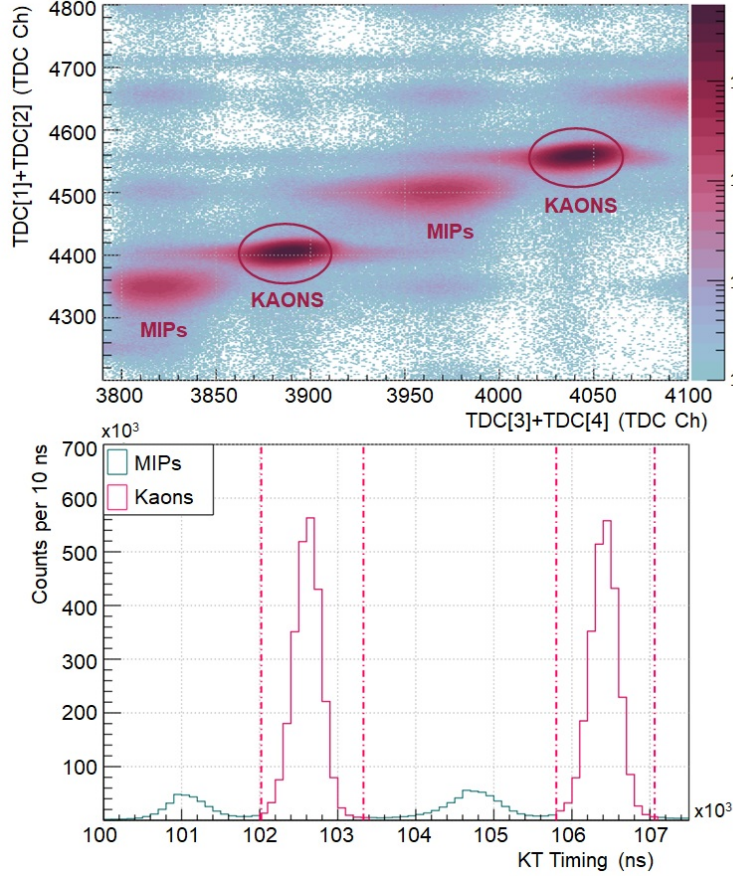 4800
4700
4600
4500
4400
4300
TDC[1]+TDC[2] (TDC Ch)
KAONS
MIPs
KAONS
MIPs
3800 3850 3900 3950 4000 4050 4100
TDC[3]+TDC[4] (TDC Ch)
x10³
700
600
500
400
300
200
100
Counts per 10 ns
MIPs
Kaons
100 101 102 103 104 105 106 107
x10³
KT Timing (ns)